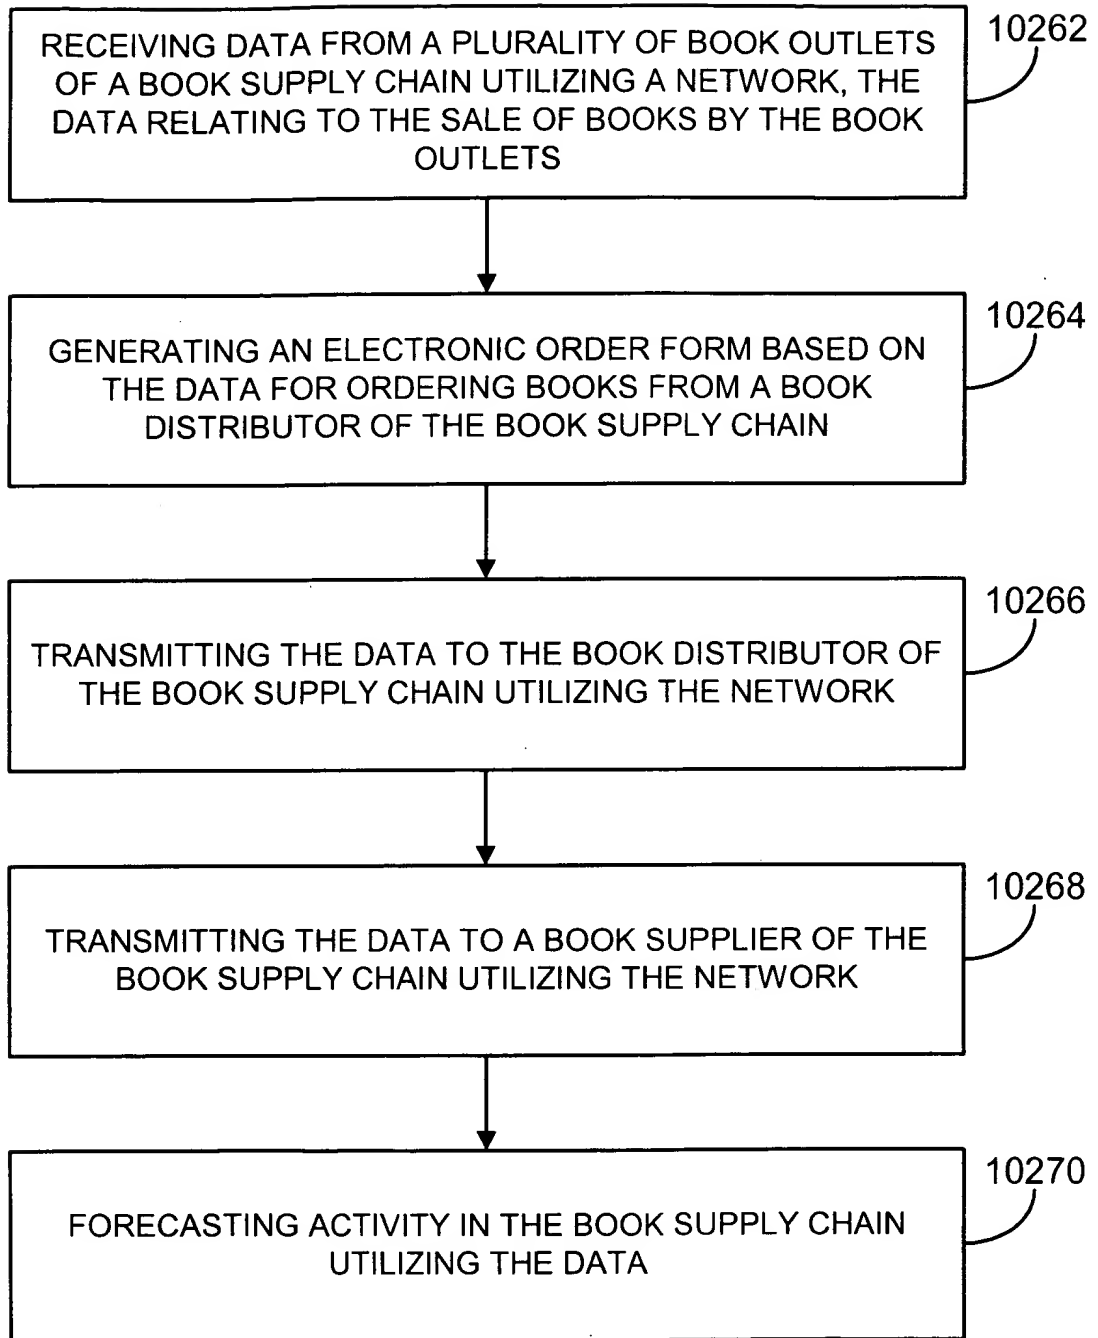 RECEIVING DATA FROM A PLURALITY OF BOOK OUTLETS
OF A BOOK SUPPLY CHAIN UTILIZING A NETWORK, THE
DATA RELATING TO THE SALE OF BOOKS BY THE BOOK
OUTLETS
10262
GENERATING AN ELECTRONIC ORDER FORM BASED ON
THE DATA FOR ORDERING BOOKS FROM A BOOK
DISTRIBUTOR OF THE BOOK SUPPLY CHAIN
10264
TRANSMITTING THE DATA TO THE BOOK DISTRIBUTOR OF
THE BOOK SUPPLY CHAIN UTILIZING THE NETWORK
10266
TRANSMITTING THE DATA TO A BOOK SUPPLIER OF THE
BOOK SUPPLY CHAIN UTILIZING THE NETWORK
10268
FORECASTING ACTIVITY IN THE BOOK SUPPLY CHAIN
UTILIZING THE DATA
10270